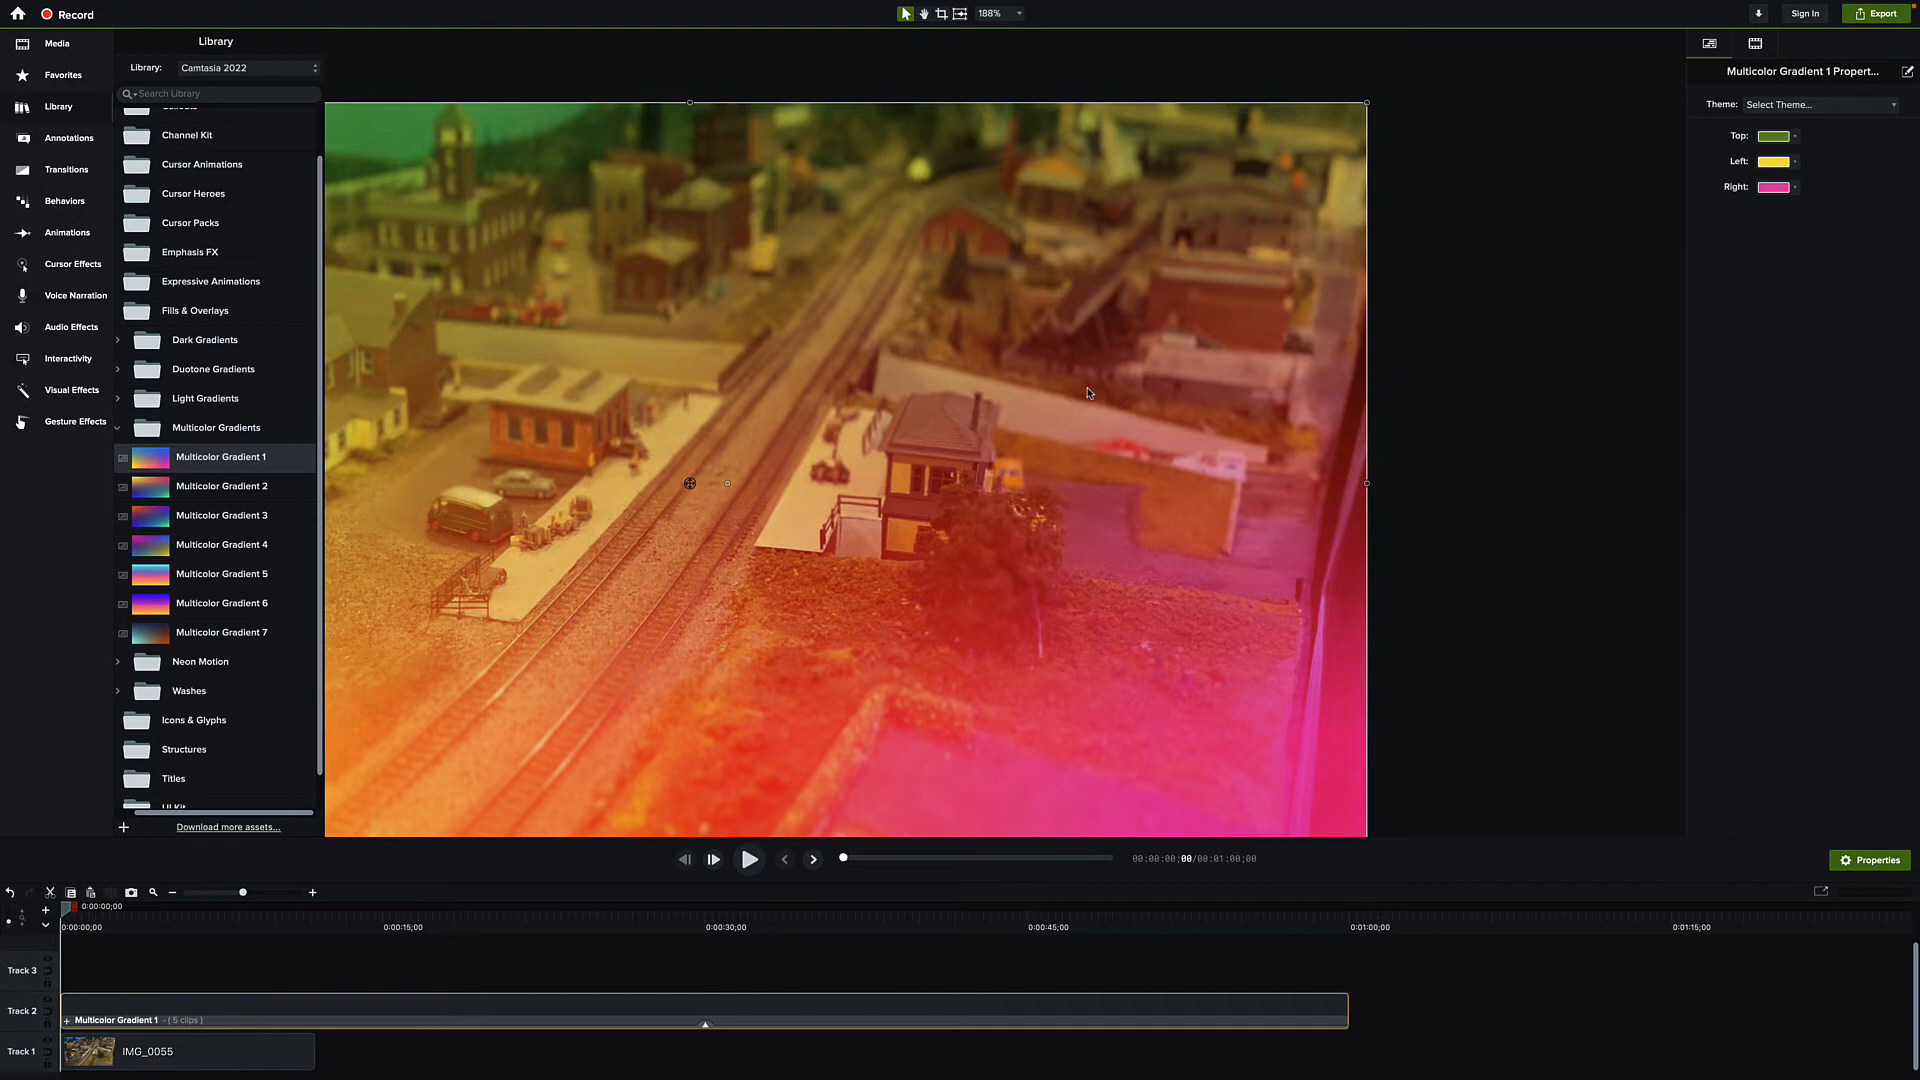 Record
188%
Sign In
Export
Media
Favorites
Library
Annotations
Transitions
Behaviors
Animations
Cursor Effects
Voice Narration
Audio Effects
Interactivity
Visual Effects
Gesture Effects
Library
Library:
Camtasia 2022
Search Library
Channel Kit
Cursor Animations
Cursor Heroes
Cursor Packs
Emphasis FX
Expressive Animations
Fills & Overlays
Dark Gradients
Duotone Gradients
Light Gradients
Multicolor Gradients
Multicolor Gradient 1
Multicolor Gradient 2
Multicolor Gradient 3
Multicolor Gradient 4
Multicolor Gradient 5
Multicolor Gradient 6
Multicolor Gradient 7
Neon Motion
Washes
Icons & Glyphs
Structures
Titles
UI Kit
Download more assets...
Multicolor Gradient 1 Propert...
Theme:
Select Theme...
Top:
Left:
Right:
00:00:00;00/00:01:00;00
Properties
0:00:00;00
0:00:00;00
0:00:15;00
0:00:30;00
0:00:45;00
0:01:00;00
0:01:15;00
Track 3
Track 2
Multicolor Gradient 1 - ( 5 clips )
Track 1
IMG_0055